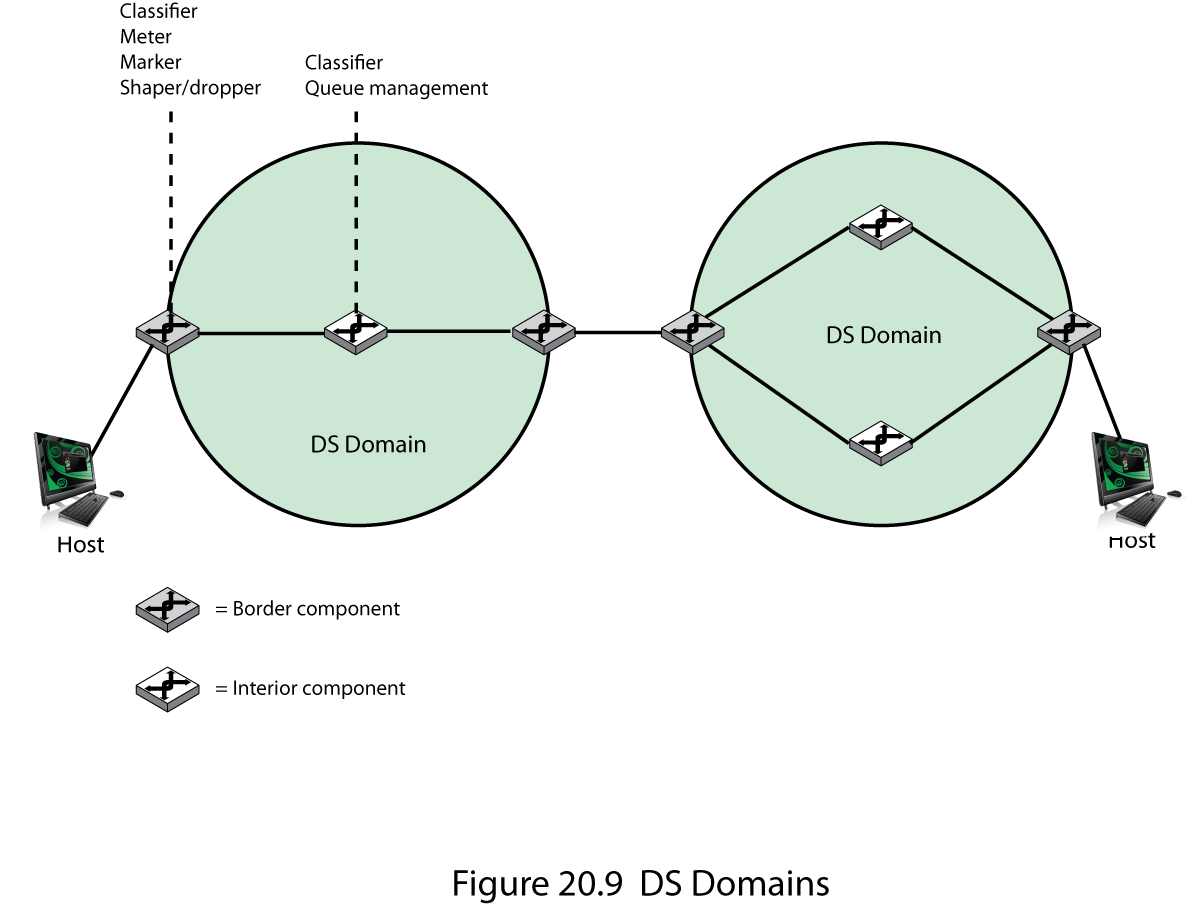 Classifier
Meter
Marker
Shaper/dropper
Classifier
Queue management
DS Domain
DS Domain
Host
Host
= Border component
= Interior component
Figure 20.9 DS Domains